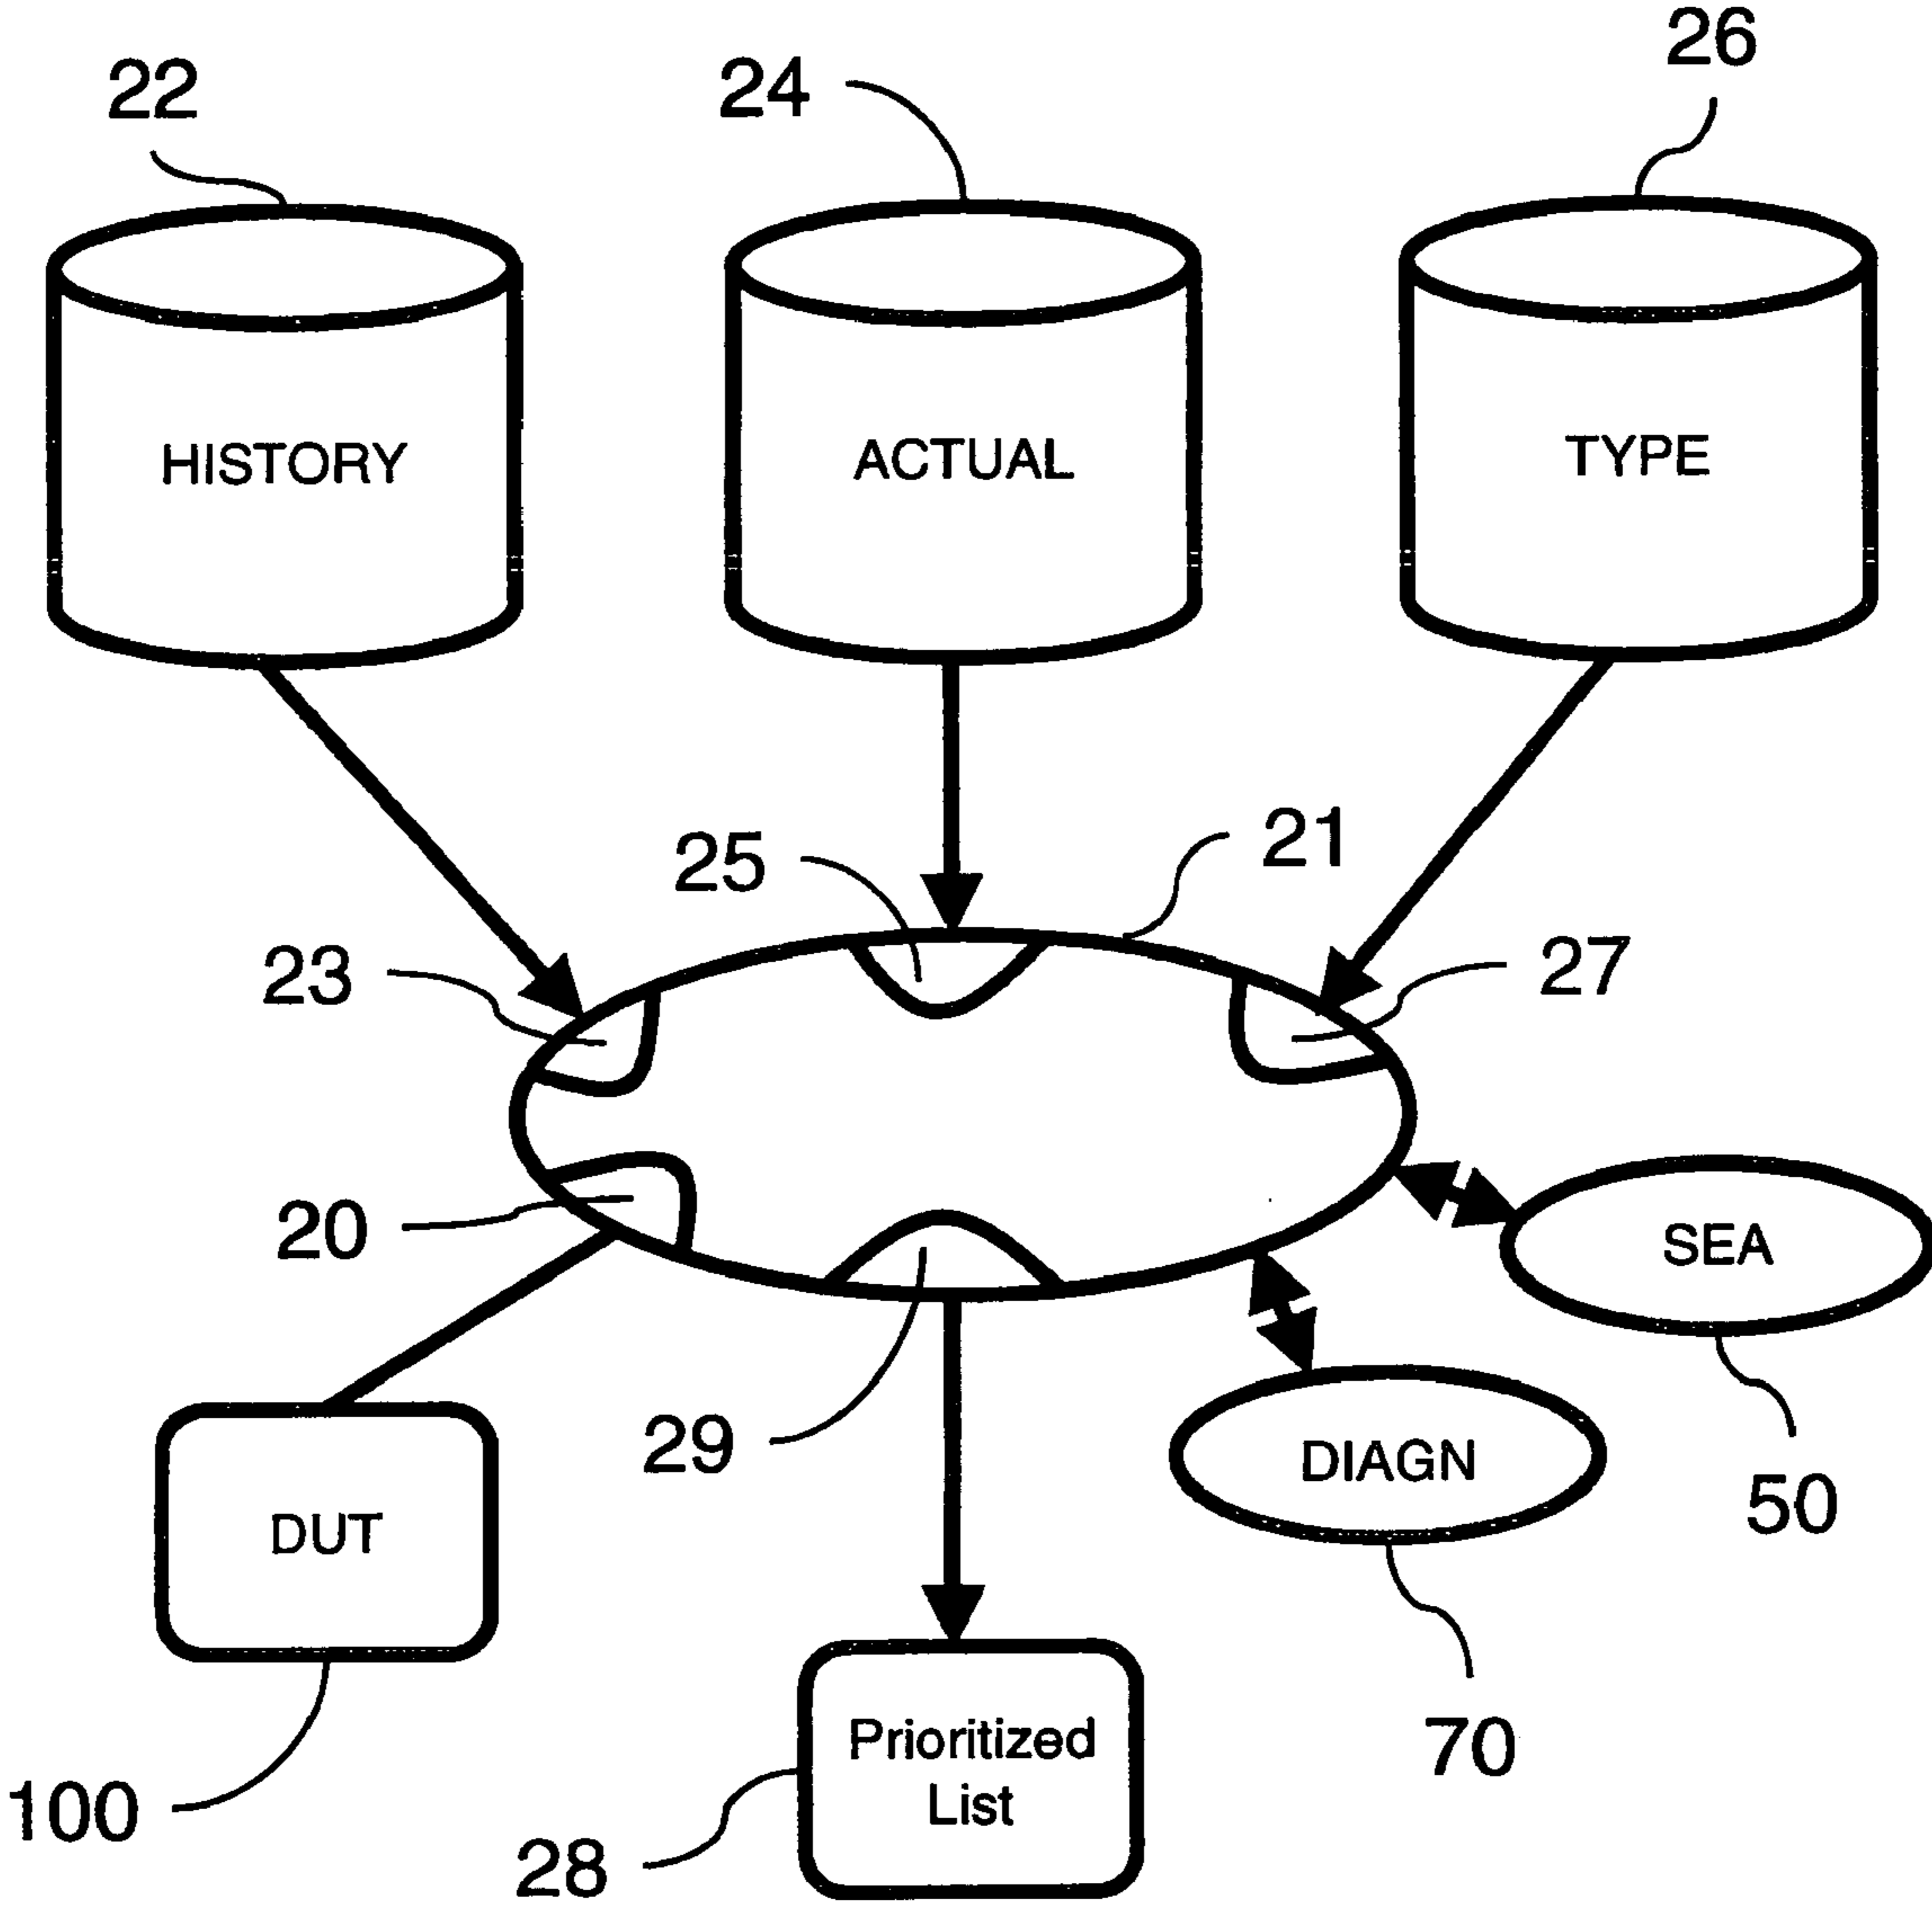 26
22
24
HISTORY
ACTUAL
TYPE
21
25
27
23
20
SEA
29
DIAGN
50
DUT
70
Prioritized
List
100
28